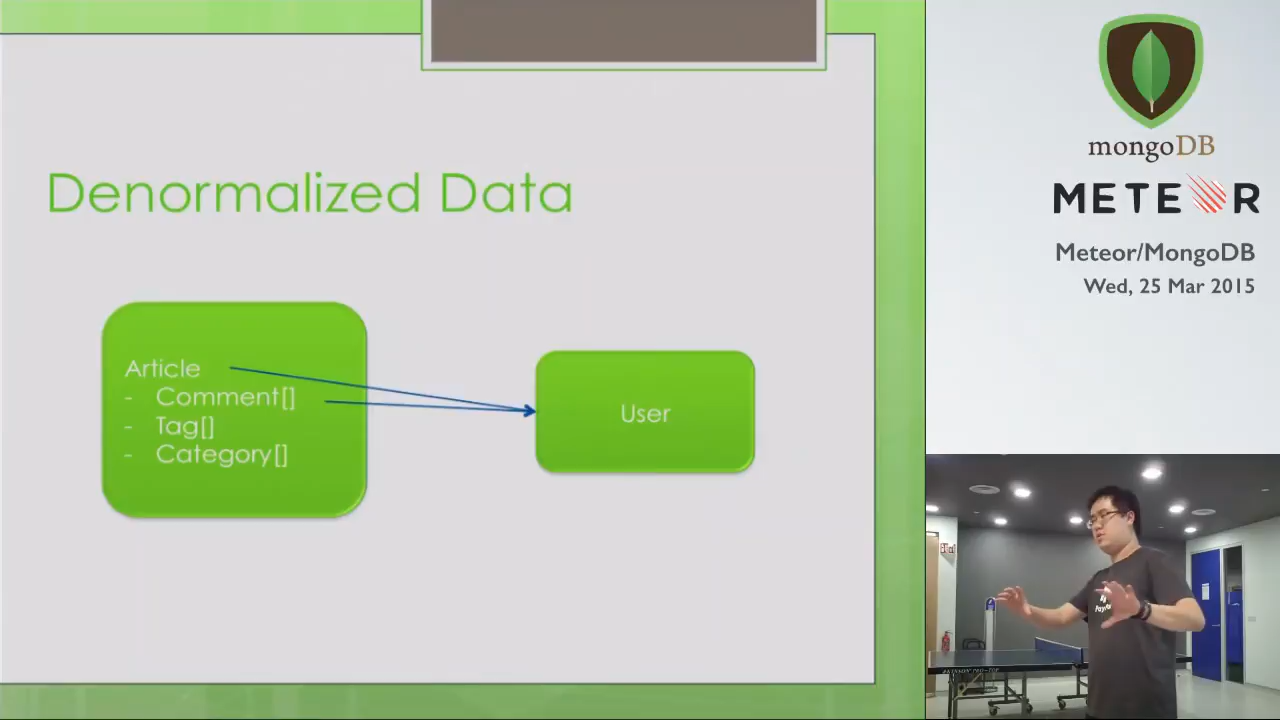 Denormalized Data
Article
- Comment[]
- Tag[]
- Category[]
User
mongoDB
METEOR
Meteor/MongoDB
Wed, 25 Mar 2015